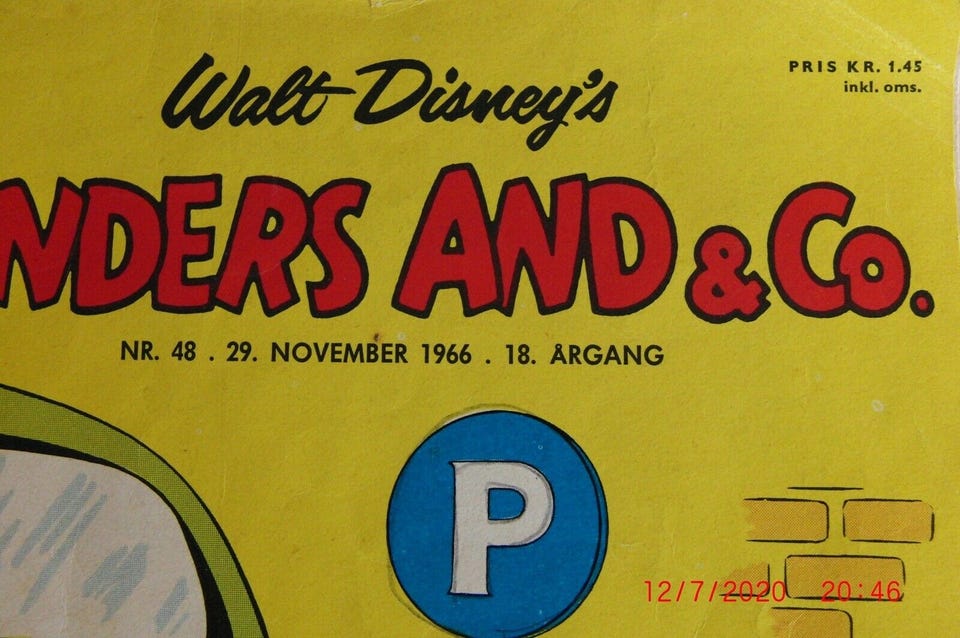 Walt Disney's
PRIS KR. 1.45
inkl. oms.
NDERS AND & Co.
NR. 48 . 29. NOVEMBER 1966 . 18. ÅRGANG
P
12/7/2020 20:46